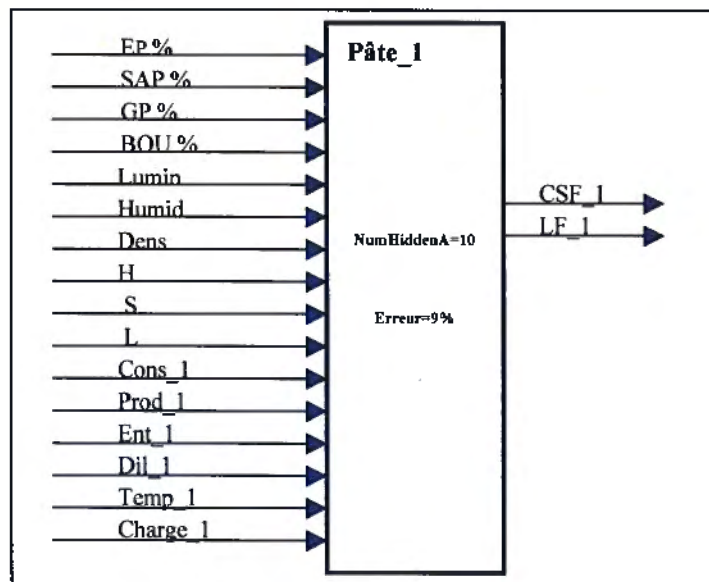 EP %
SAP %
GP %
BOU %
Lumin
Humid
Dens
H
S
L
Cons_1
Prod_1
Ent_1
Dil_1
Temp_1
Charge_1
Pâte_1
NumHiddenA=10
Erreur=9%
CSF_1
LF_1